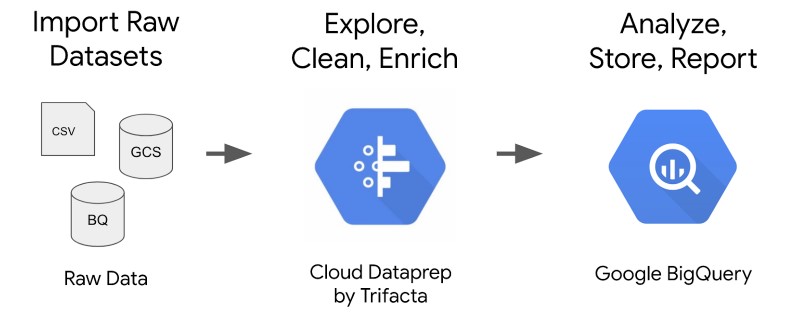 Import Raw
Datasets
Explore,
Clean, Enrich
Analyze,
Store, Report
CSV
GCS
BQ
Raw Data
Cloud Dataprep
by Trifacta
Google BigQuery